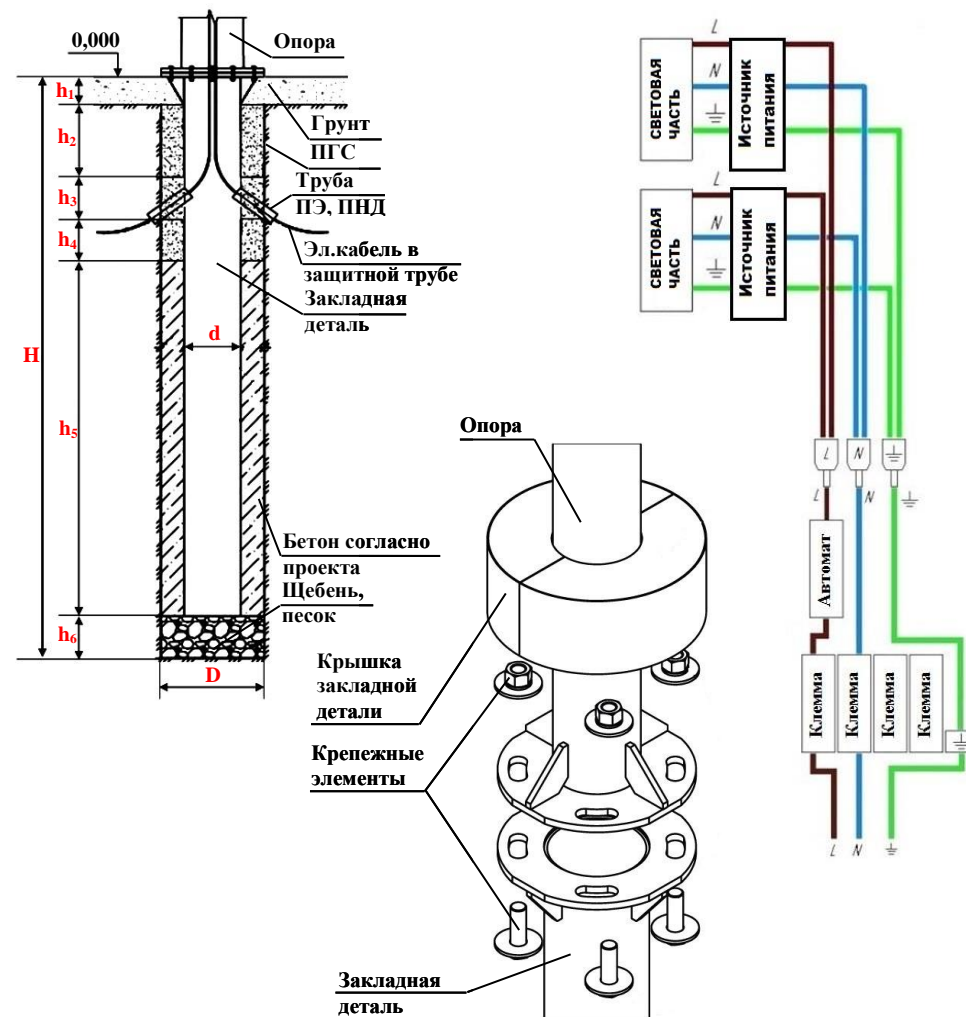 0,000
Опора
h₁
h₂
h₃
h₄
h₅
h₆
H
d
D
Грунт
ПГС
Труба
ПЭ, ПНД
Эл.кабель в
защитной трубе
Закладная
деталь
Бетон согласно
проекта
Щебень,
песок
Опора
Крышка
закладной
детали
Крепежные
элементы
Закладная
деталь
СВЕТОВАЯ
ЧАСТЬ
L
N
Источник
питания
СВЕТОВАЯ
ЧАСТЬ
L
N
Источник
питания
L
N
L
N
Автомат
Клемма
Клемма
Клемма
Клемма
L
N